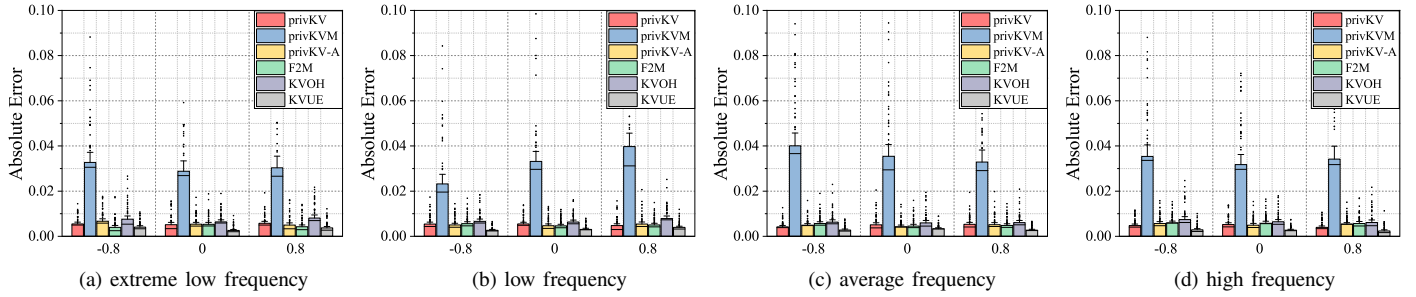 Absolute Error
0.10
0.08
0.06
0.04
0.02
0.00
privKV
privKVM
privKV-A
F2M
KVOH
KVUE
-0.8 0 0.8
(a) extreme low frequency
Absolute Error
0.10
0.08
0.06
0.04
0.02
0.00
privKV
privKVM
privKV-A
F2M
KVOH
KVUE
-0.8 0 0.8
(b) low frequency
Absolute Error
0.10
0.08
0.06
0.04
0.02
0.00
privKV
privKVM
privKV-A
F2M
KVOH
KVUE
-0.8 0 0.8
(c) average frequency
Absolute Error
0.10
0.08
0.06
0.04
0.02
0.00
privKV
privKVM
privKV-A
F2M
KVOH
KVUE
-0.8 0 0.8
(d) high frequency